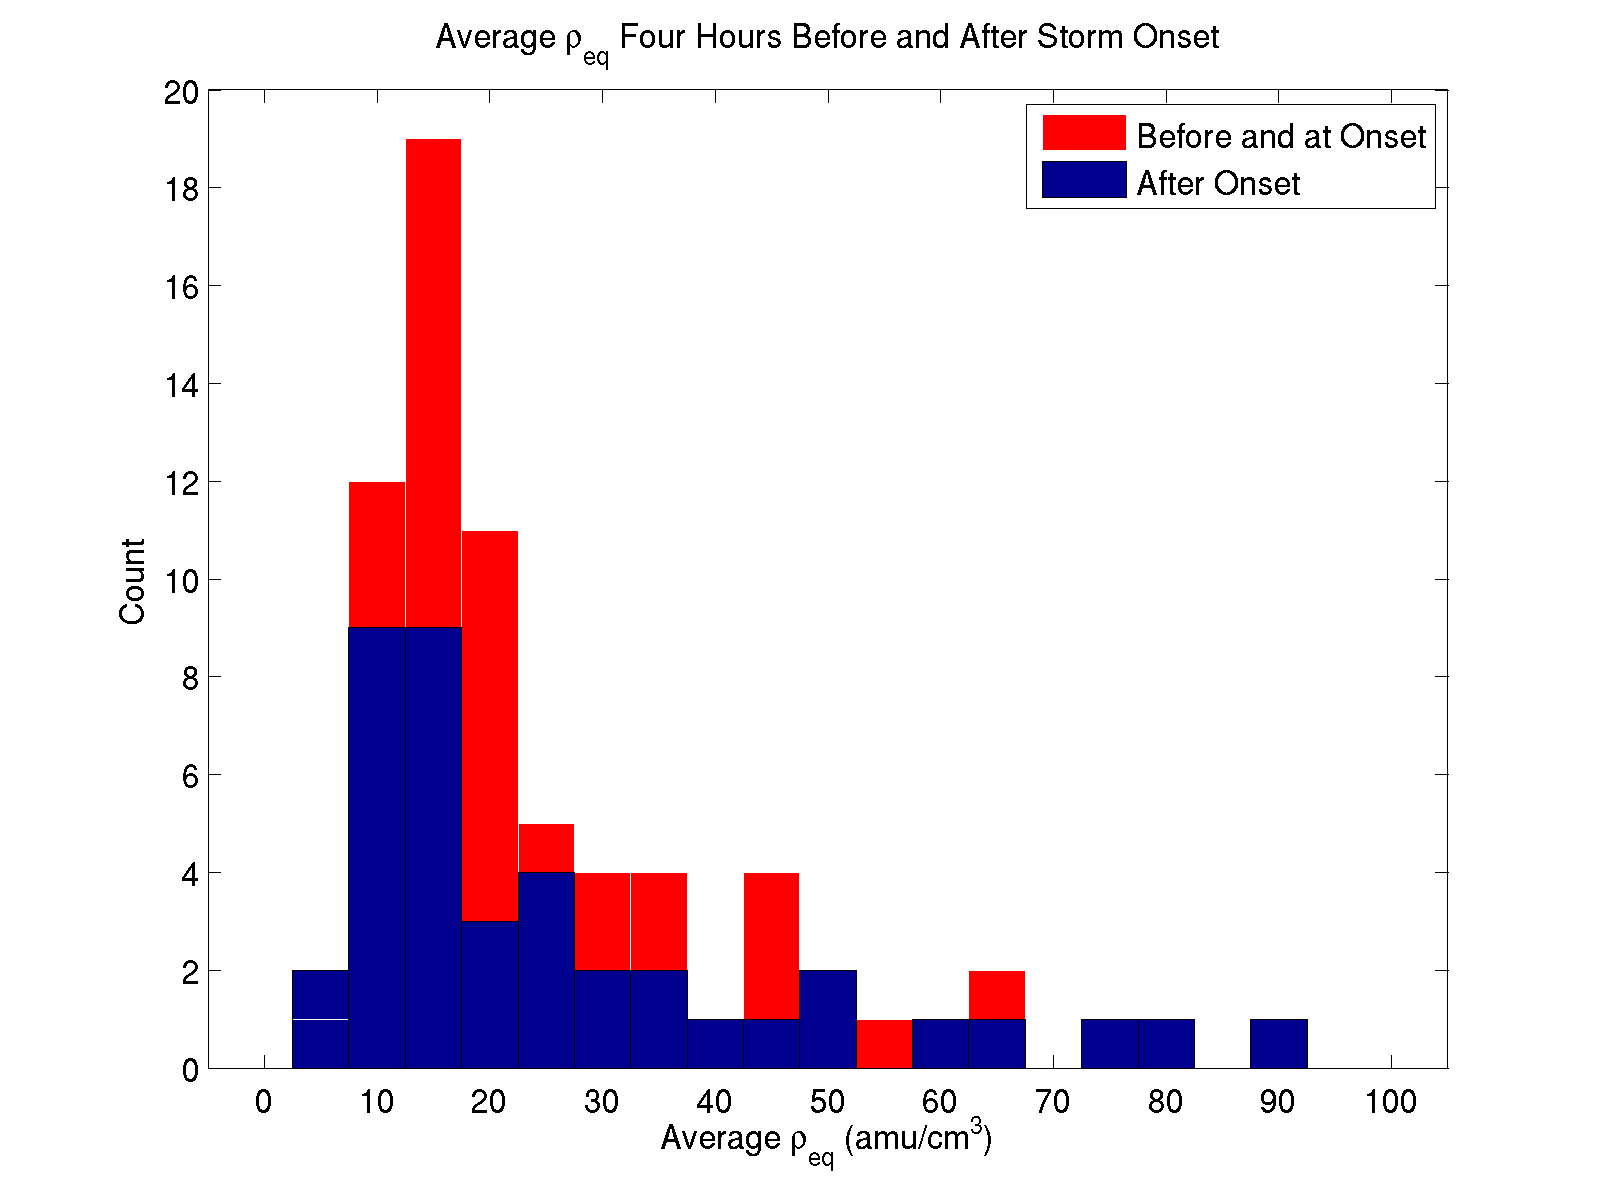 Average ρeq Four Hours Before and After Storm Onset
20
18
16
14
12
10
8
6
4
2
0
Count
Before and at Onset
After Onset
0 10 20 30 40 50 60 70 80 90 100
Average ρeq (amu/cm3)